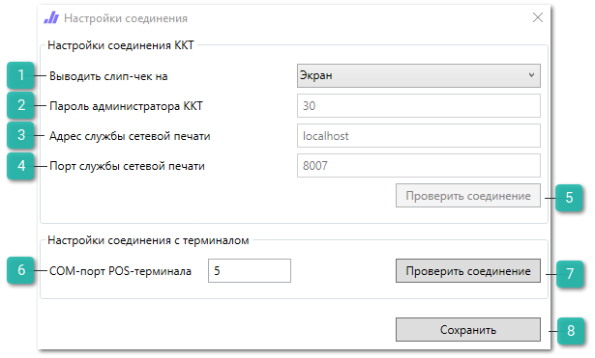 Настройки соединения
Настройки соединения ККТ
1 Выводить слип-чек на Экран
2 Пароль администратора ККТ 30
3 Адрес службы сетевой печати localhost
4 Порт службы сетевой печати 8007
Проверить соединение 5
Настройки соединения с терминалом
6 COM-порт POS-терминала 5 Проверить соединение 7
Сохранить 8